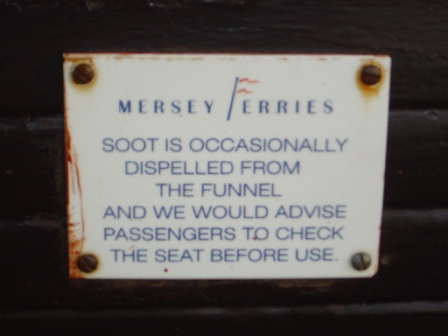 MERSEY FERRIES
SOOT IS OCCASIONALLY
DISPELLED FROM
THE FUNNEL
AND WE WOULD ADVISE
PASSENGERS TO CHECK
THE SEAT BEFORE USE.